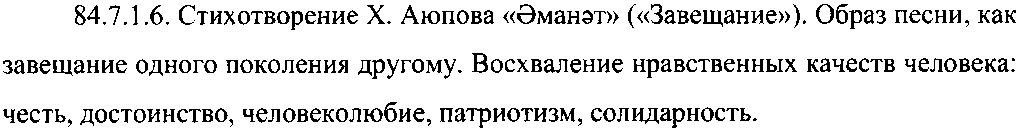 84.7.1.6. Стихотворение Х. Аюпова «Әманәт» («Завещание»). Образ песни, как
завещание одного поколения другому. Восхваление нравственных качеств человека:
честь, достоинство, человеколюбие, патриотизм, солидарность.